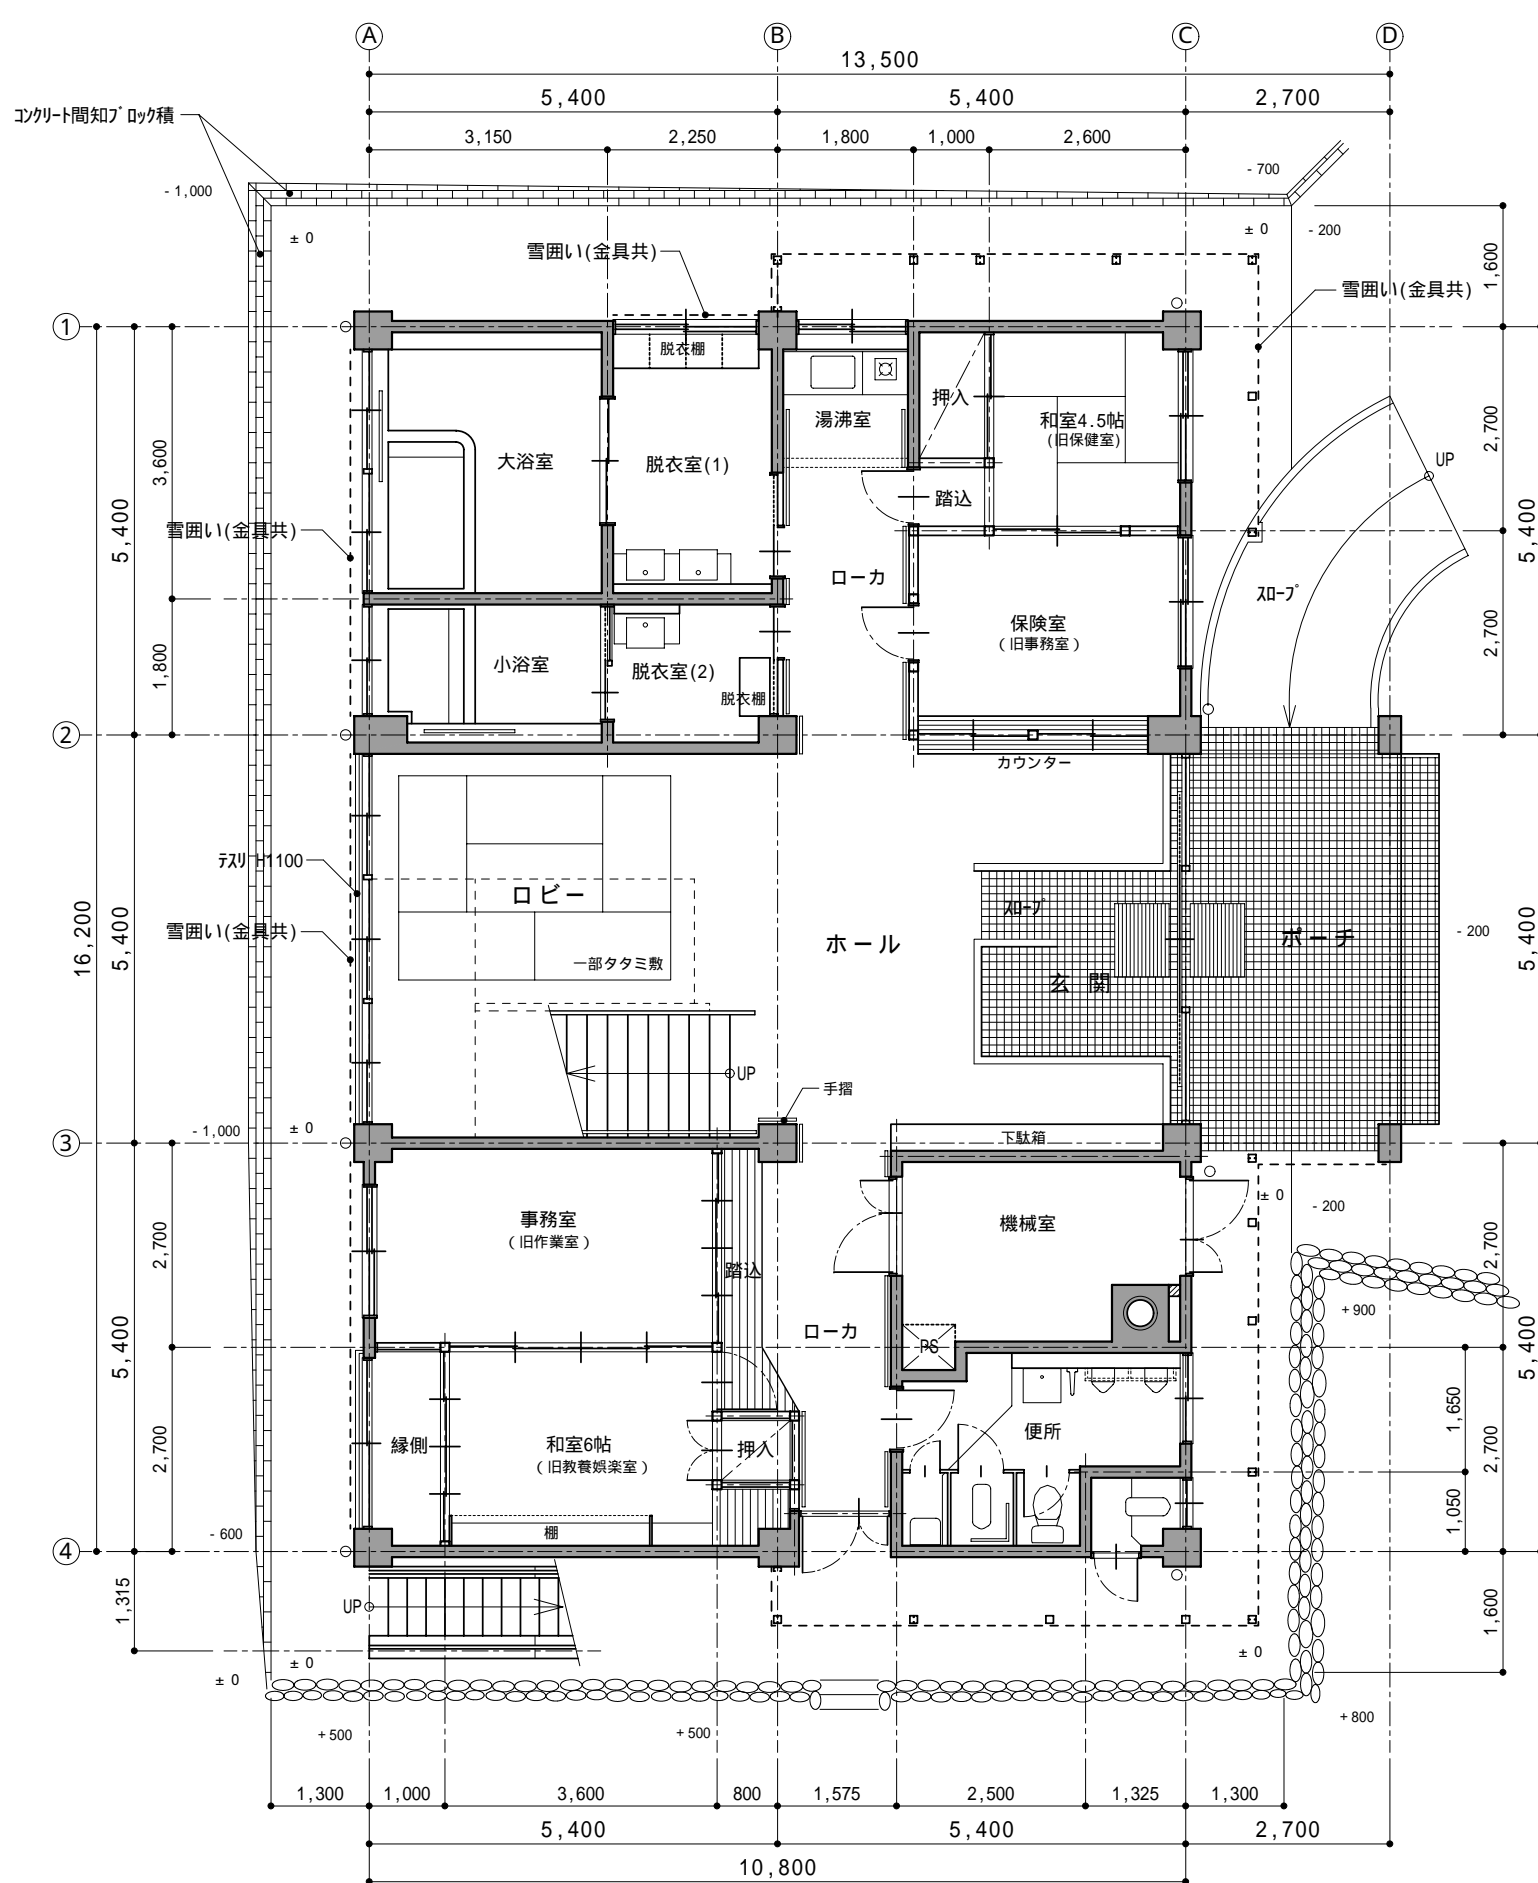 A
B
C
D
13,500
5,400
5,400
2,700
コンクリート間知ブロック積
3,150
2,250
1,800
1,000
2,600
- 1,000
- 700
± 0
雪囲い(金具共)
± 0
- 200
1,600
雪囲い(金具共)
1
脱衣棚
湯沸室
押入
和室4.5帖
(旧保健室)
3,600
2,700
大浴室
脱衣室(1)
UP
踏込
5,400
雪囲い(金具共)
5,400
ローカ
スロープ
保険室
(旧事務室)
1,800
2,700
小浴室
脱衣室(2)
脱衣棚
2
カウンター
テスリ H1100
ロビー
スロープ
16,200
5,400
雪囲い(金具共)
ホール
ポーチ
- 200
5,400
一部タタミ敷
玄 関
UP
手摺
3
- 1,000
± 0
下駄箱
± 0
- 200
事務室
(旧作業室)
機械室
2,700
2,700
踏込
+ 900
ローカ
PS
5,400
5,400
1,650
便所
縁側
和室6帖
(旧教養娯楽室)
押入
2,700
2,700
1,050
- 600
棚
4
1,315
UP
1,600
± 0
± 0
± 0
+ 500
+ 500
+ 800
1,300
1,000
3,600
800
1,575
2,500
1,325
1,300
5,400
5,400
2,700
10,800